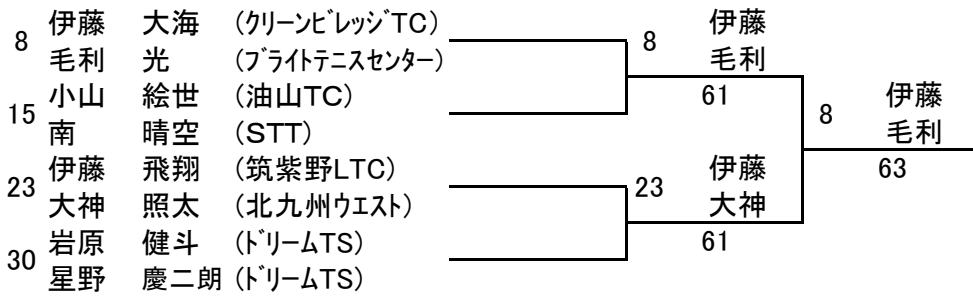 8 伊藤 大海 (クリーンビレッジTC)
毛利 光 (ブライトテニスセンター)
15 小山 絵世 (油山TC)
南 晴空 (STT)
23 伊藤 飛翔 (筑紫野LTC)
大神 照太 (北九州ウエスト)
30 岩原 健斗 (ドリームTS)
星野 慶二朗 (ドリームTS)
8 伊藤
毛利
61
23 伊藤
大神
61
8 伊藤
毛利
63